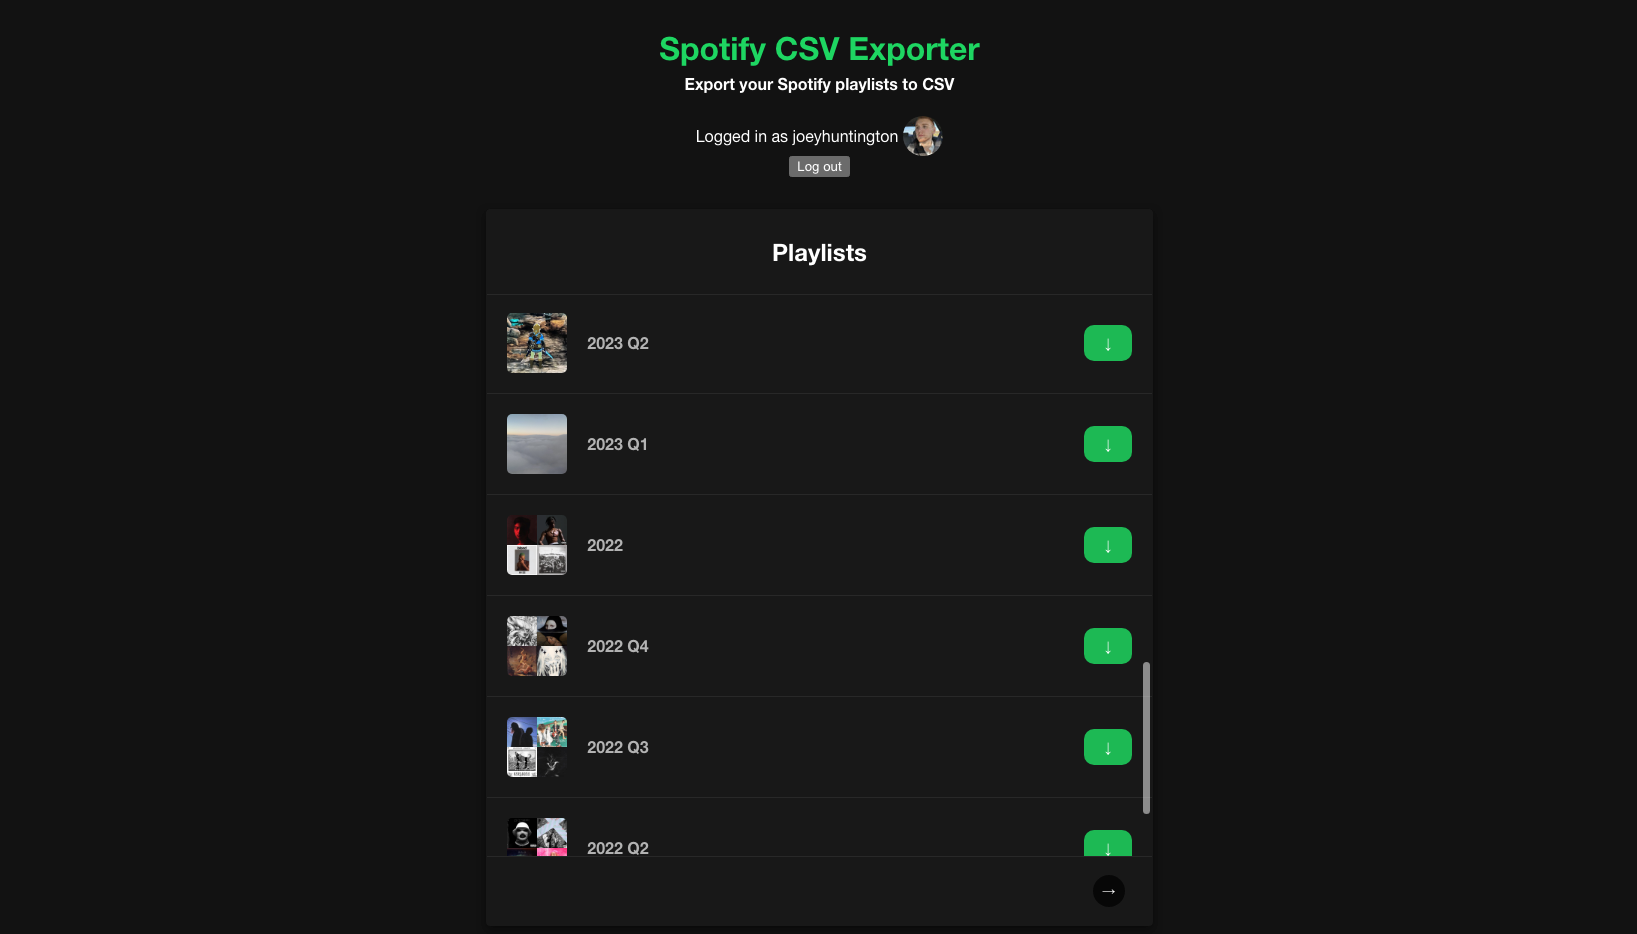 Spotify CSV Exporter
Export your Spotify playlists to CSV
Logged in as joeyhuntington
Log out
Playlists
2023 Q2
↓
2023 Q1
↓
2022
↓
2022 Q4
↓
2022 Q3
↓
2022 Q2
↓
→